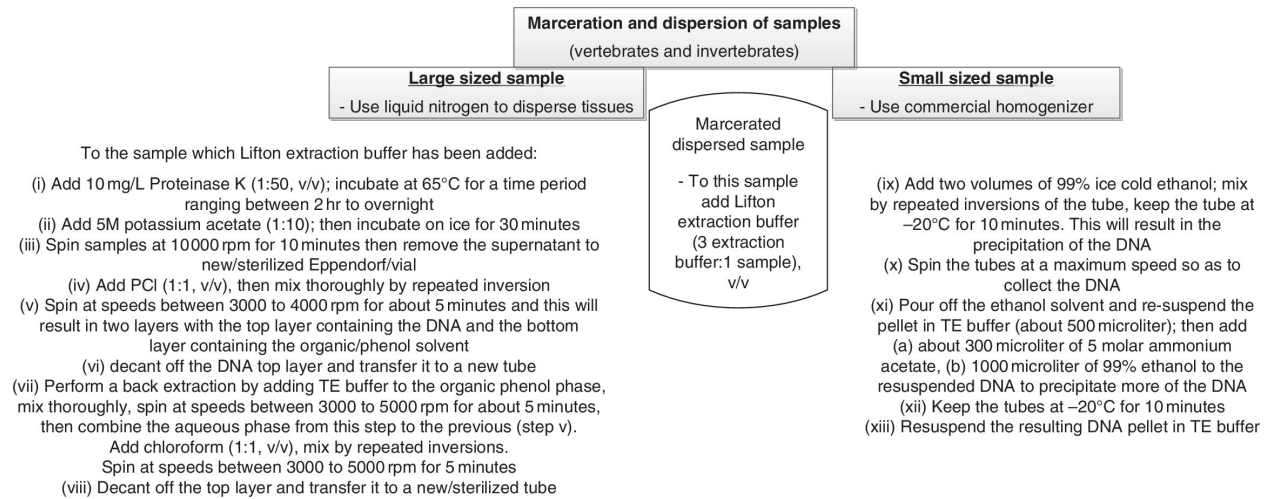 Marceration and dispersion of samples
(vertebrates and invertebrates)
Large sized sample
- Use liquid nitrogen to disperse tissues
Small sized sample
- Use commercial homogenizer
Marcerated
dispersed sample
- To this sample
add Lifton
extraction buffer
(3 extraction
buffer:1 sample),
v/v
To the sample which Lifton extraction buffer has been added:
(i) Add 10 mg/L Proteinase K (1:50, v/v); incubate at 65°C for a time period
ranging between 2 hr to overnight
(ii) Add 5M potassium acetate (1:10); then incubate on ice for 30 minutes
(iii) Spin samples at 10 000 rpm for 10 minutes then remove the supernatant to
new/sterilized Eppendorf/vial
(iv) Add PCI (1:1, v/v), then mix thoroughly by repeated inversion
(v) Spin at speeds between 3000 to 4000 rpm for about 5 minutes and this will
result in two layers with the top layer containing the DNA and the bottom
layer containing the organic/phenol solvent
(vi) decant off the DNA top layer and transfer it to a new tube
(vii) Perform a back extraction by adding TE buffer to the organic phenol phase,
mix thoroughly, spin at speeds between 3000 to 5000 rpm for about 5 minutes,
then combine the aqueous phase from this step to the previous (step v).
Add chloroform (1:1, v/v), mix by repeated inversions.
Spin at speeds between 3000 to 5000 rpm for 5 minutes
(viii) Decant off the top layer and transfer it to a new/sterilized tube
(ix) Add two volumes of 99% ice cold ethanol; mix
by repeated inversions of the tube, keep the tube at
–20°C for 10 minutes. This will result in the
precipitation of the DNA
(x) Spin the tubes at a maximum speed so as to
collect the DNA
(xi) Pour off the ethanol solvent and re-suspend the
pellet in TE buffer (about 500 microliter); then add
(a) about 300 microliter of 5 molar ammonium
acetate, (b) 1000 microliter of 99% ethanol to the
resuspended DNA to precipitate more of the DNA
(xii) Keep the tubes at –20°C for 10 minutes
(xiii) Resuspend the resulting DNA pellet in TE buffer